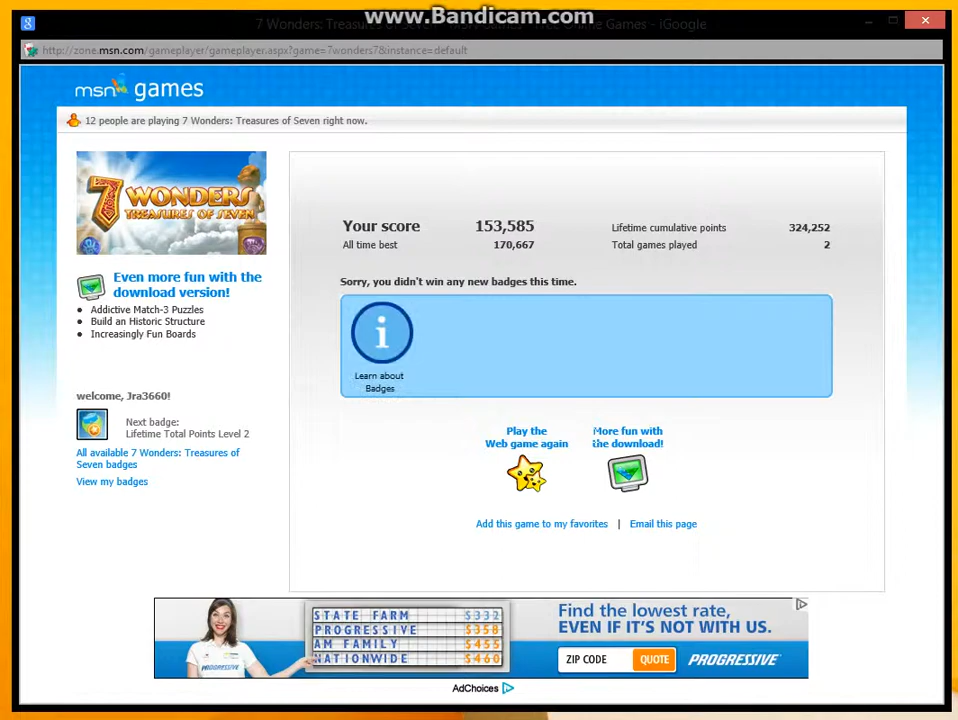 www.Bandicam.com
7 Wonders: Treasures of Seven - MSN Games - Free Online Games - iGoogle
http://zone.msn.com/gameplayer/gameplayer.aspx?game=7wonders7&instance=default
msn games
12 people are playing 7 Wonders: Treasures of Seven right now.
7 WONDERS
TREASURES OF SEVEN
Even more fun with the
download version!
Addictive Match-3 Puzzles
Build an Historic Structure
Increasingly Fun Boards
welcome, Jra3660!
Next badge:
Lifetime Total Points Level 2
All available 7 Wonders: Treasures of
Seven badges
View my badges
Your score 153,585 Lifetime cumulative points 324,252
All time best 170,667 Total games played 2
Sorry, you didn't win any new badges this time.
i
Learn about
Badges
Play the
Web game again
More fun with
the download!
Add this game to my favorites | Email this page
PROGRESSIVE
STATE FARM $332
PROGRESSIVE $358
AM FAMILY $455
NATIONWIDE $460
Find the lowest rate,
EVEN IF IT'S NOT WITH US.
ZIP CODE QUOTE PROGRESSIVE
AdChoices